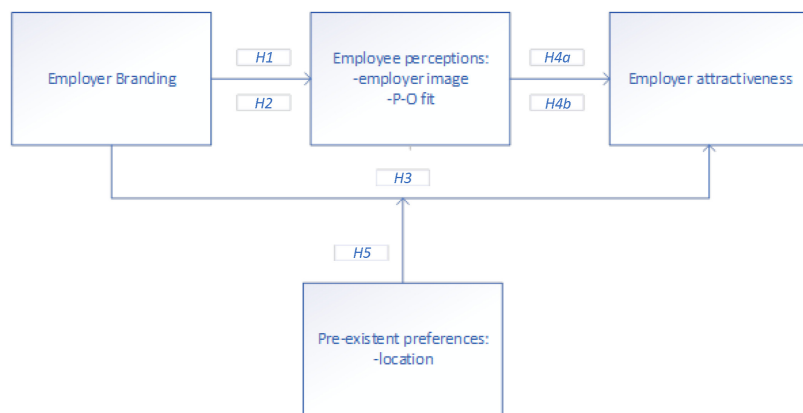 H1
Employer Branding
H2
Employee perceptions:
-employer image
-P-O fit
H4a
H4b
Employer attractiveness
H3
H5
Pre-existent preferences:
-location